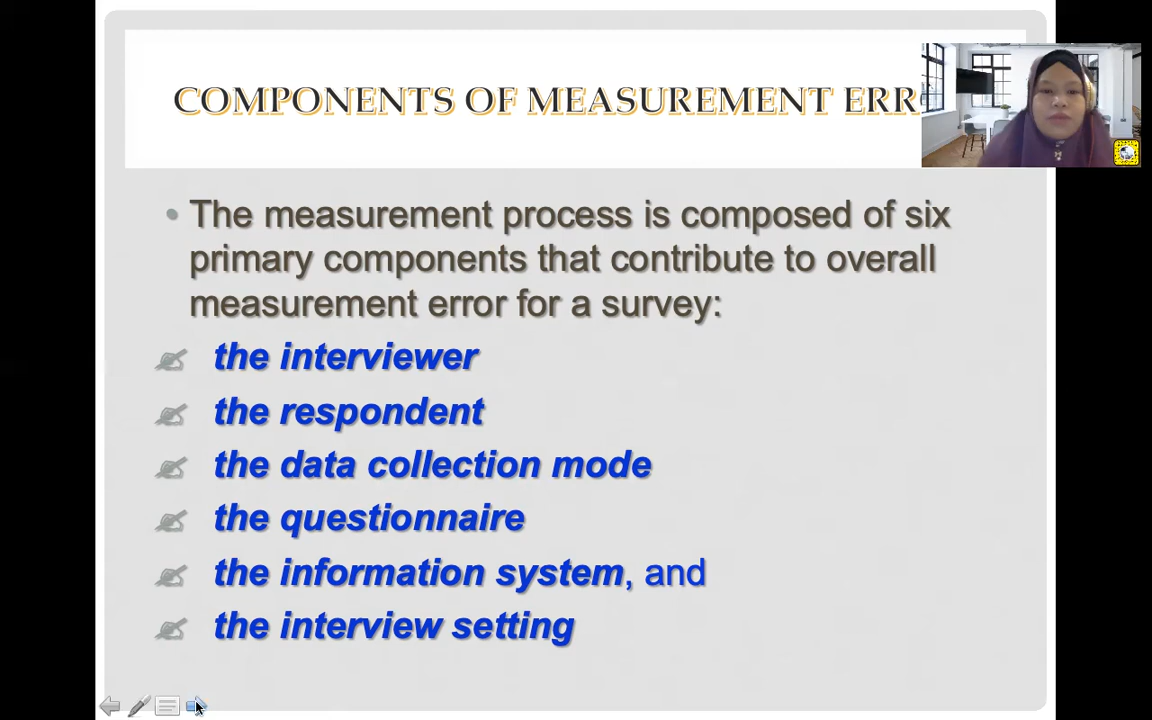 COMPONENTS OF MEASUREMENT ERR
• The measurement process is composed of six
primary components that contribute to overall
measurement error for a survey:
the interviewer
the respondent
the data collection mode
the questionnaire
the information system, and
the interview setting